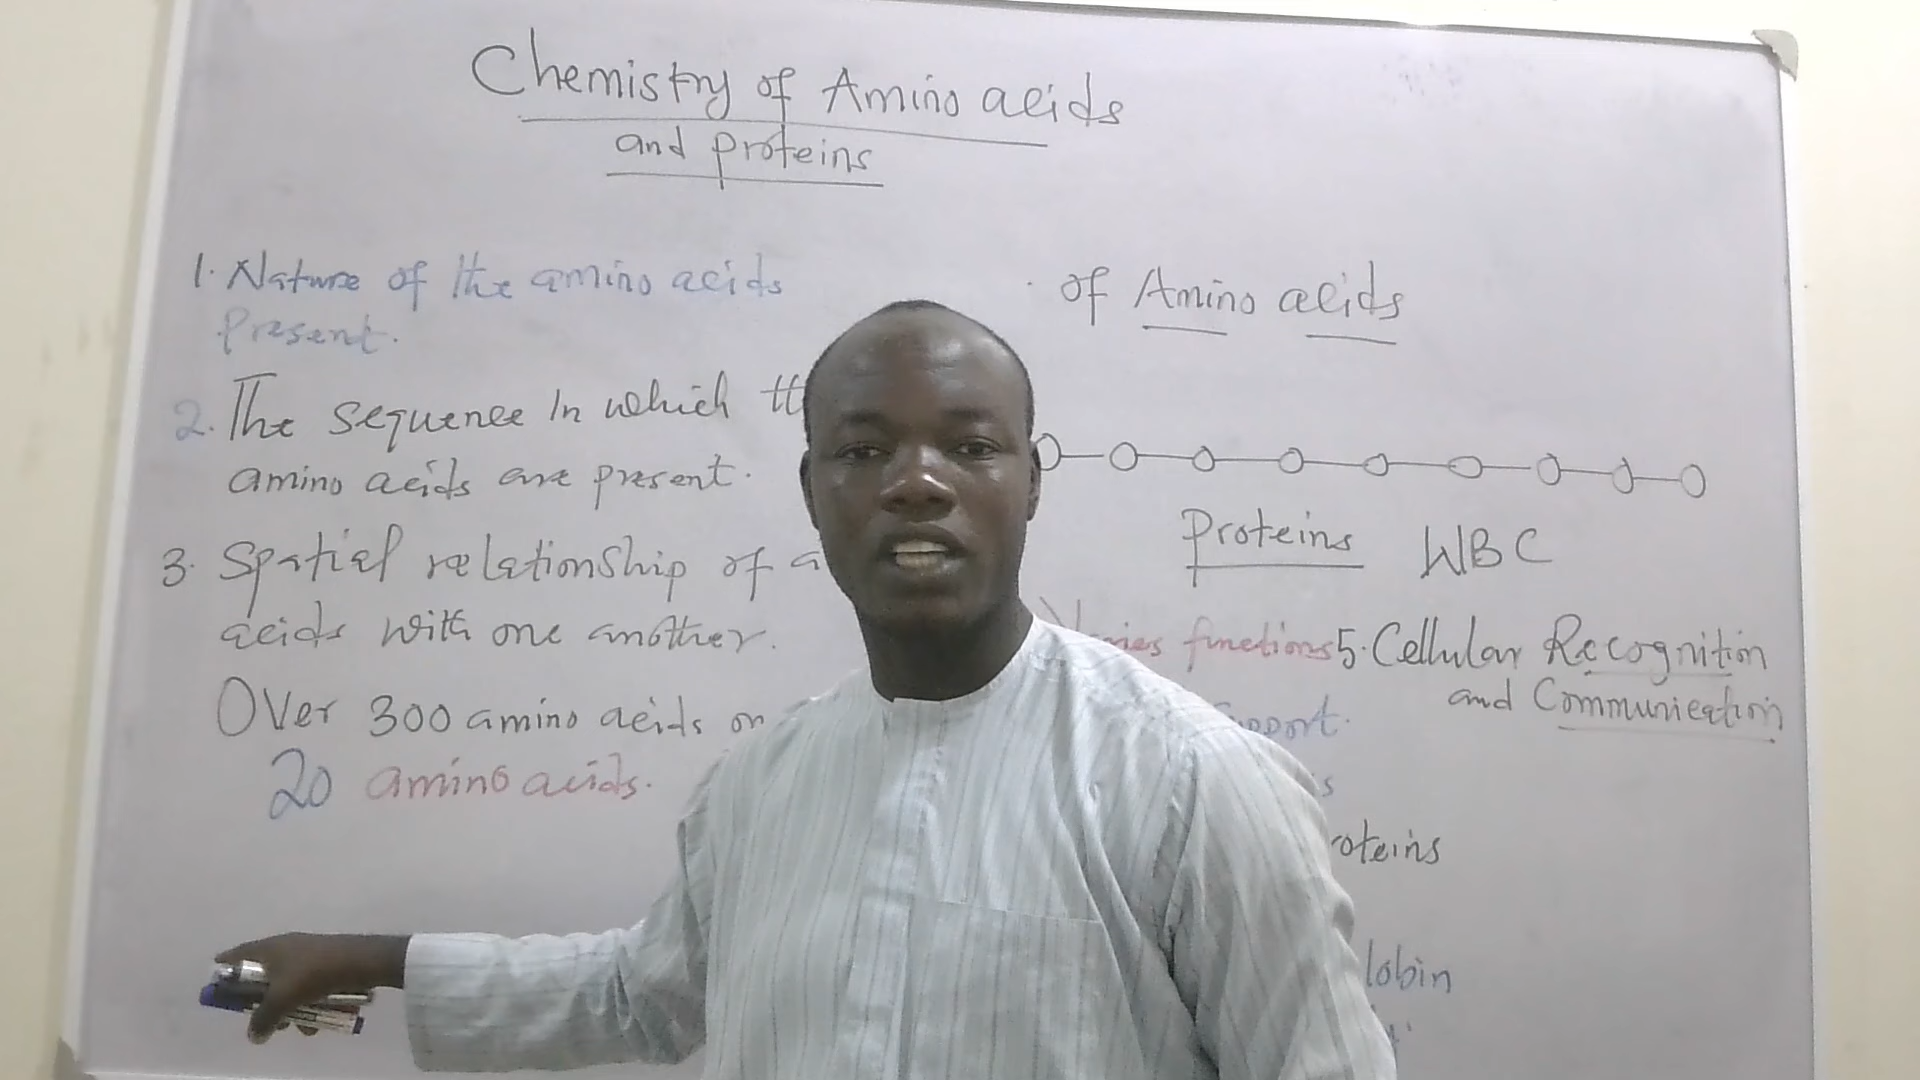 Chemistry of Amino acids
and proteins
1. Nature of the amino acids
Present.
2. The sequence In which
amino acids are present.
3. Spatial relationship of
acids with one another.
Over 300 amino acids
20 amino acids.
of Amino acids
Proteins WBC
functions
5. Cellular Recognition
and Communication